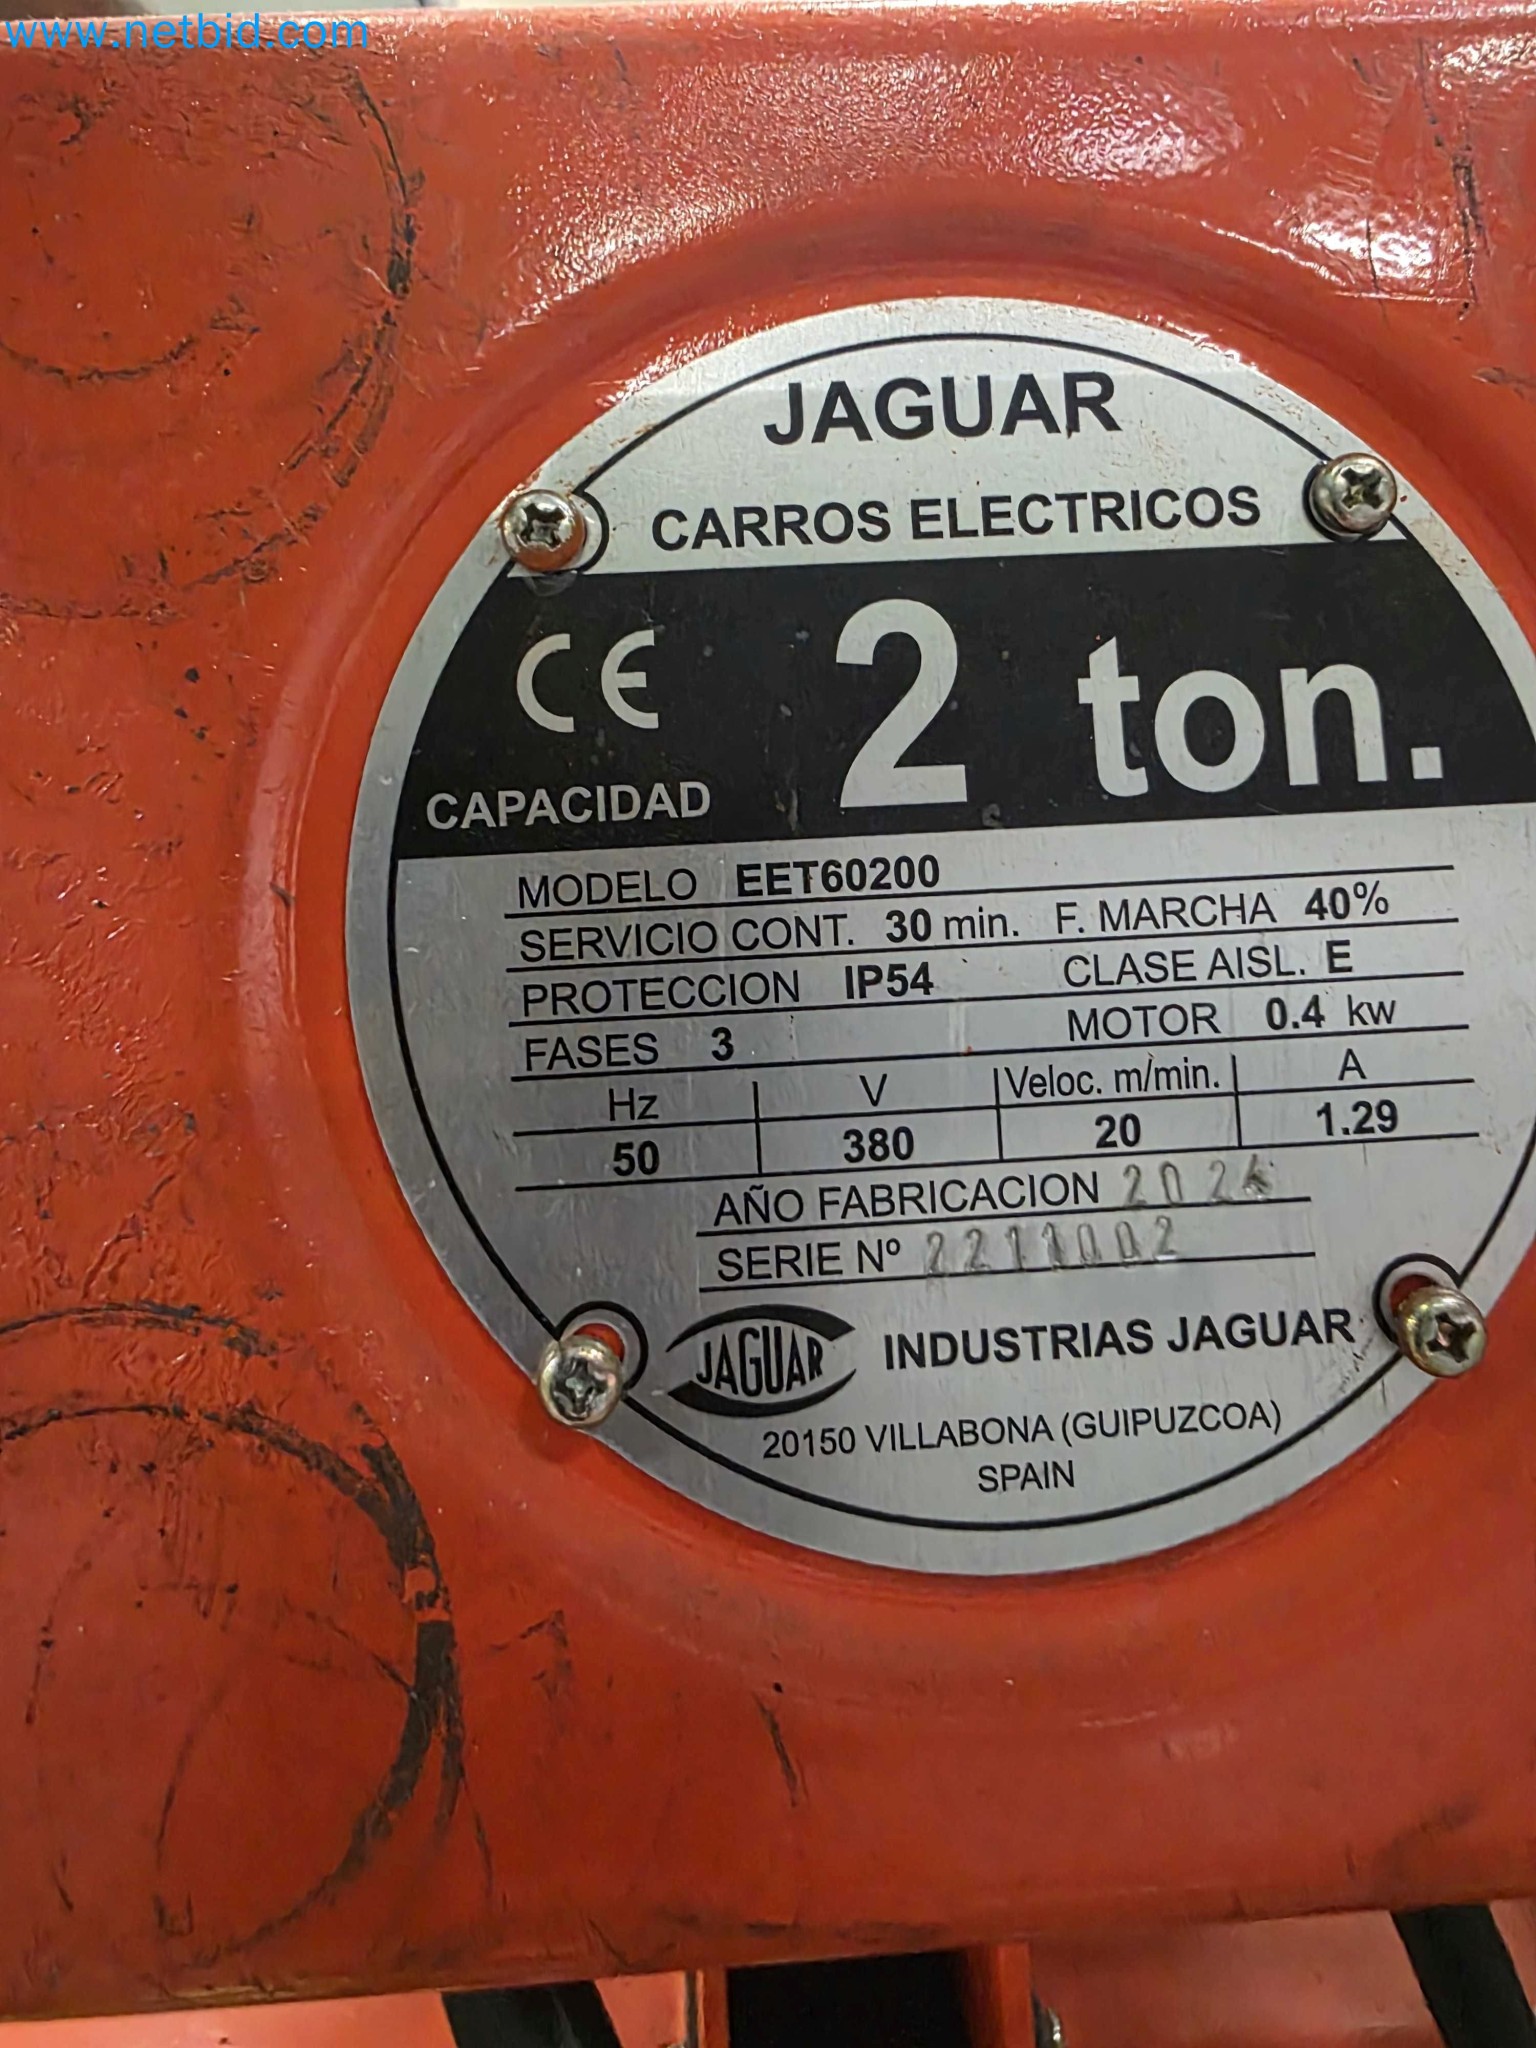 www.netbid.com
JAGUAR
CARROS ELECTRICOS
CE 2 ton.
CAPACIDAD
MODELO EET60200
SERVICIO CONT. 30 min. F. MARCHA 40%
PROTECCION IP54 CLASE AISL. E
FASES 3 MOTOR 0.4 kw
Hz V Veloc. m/min. A
50 380 20 1.29
AÑO FABRICACION 2024
SERIE Nº 2211002
JAGUAR INDUSTRIAS JAGUAR
20150 VILLABONA (GUIPUZCOA)
SPAIN